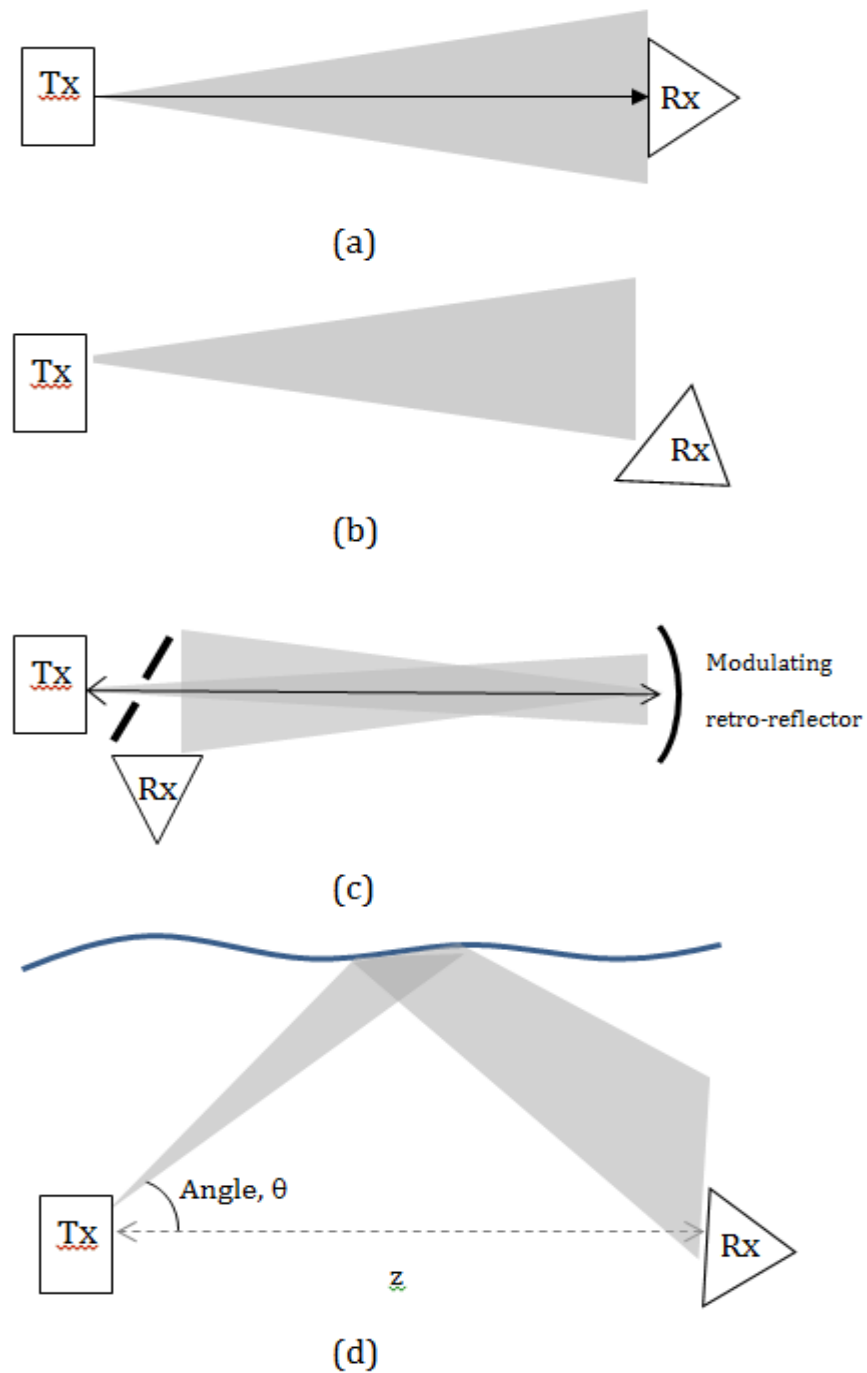 Tx
Rx
(a)
Tx
Rx
(b)
Tx
Modulating
retro-reflector
Rx
(c)
Angle, θ
Tx
Rx
z
(d)